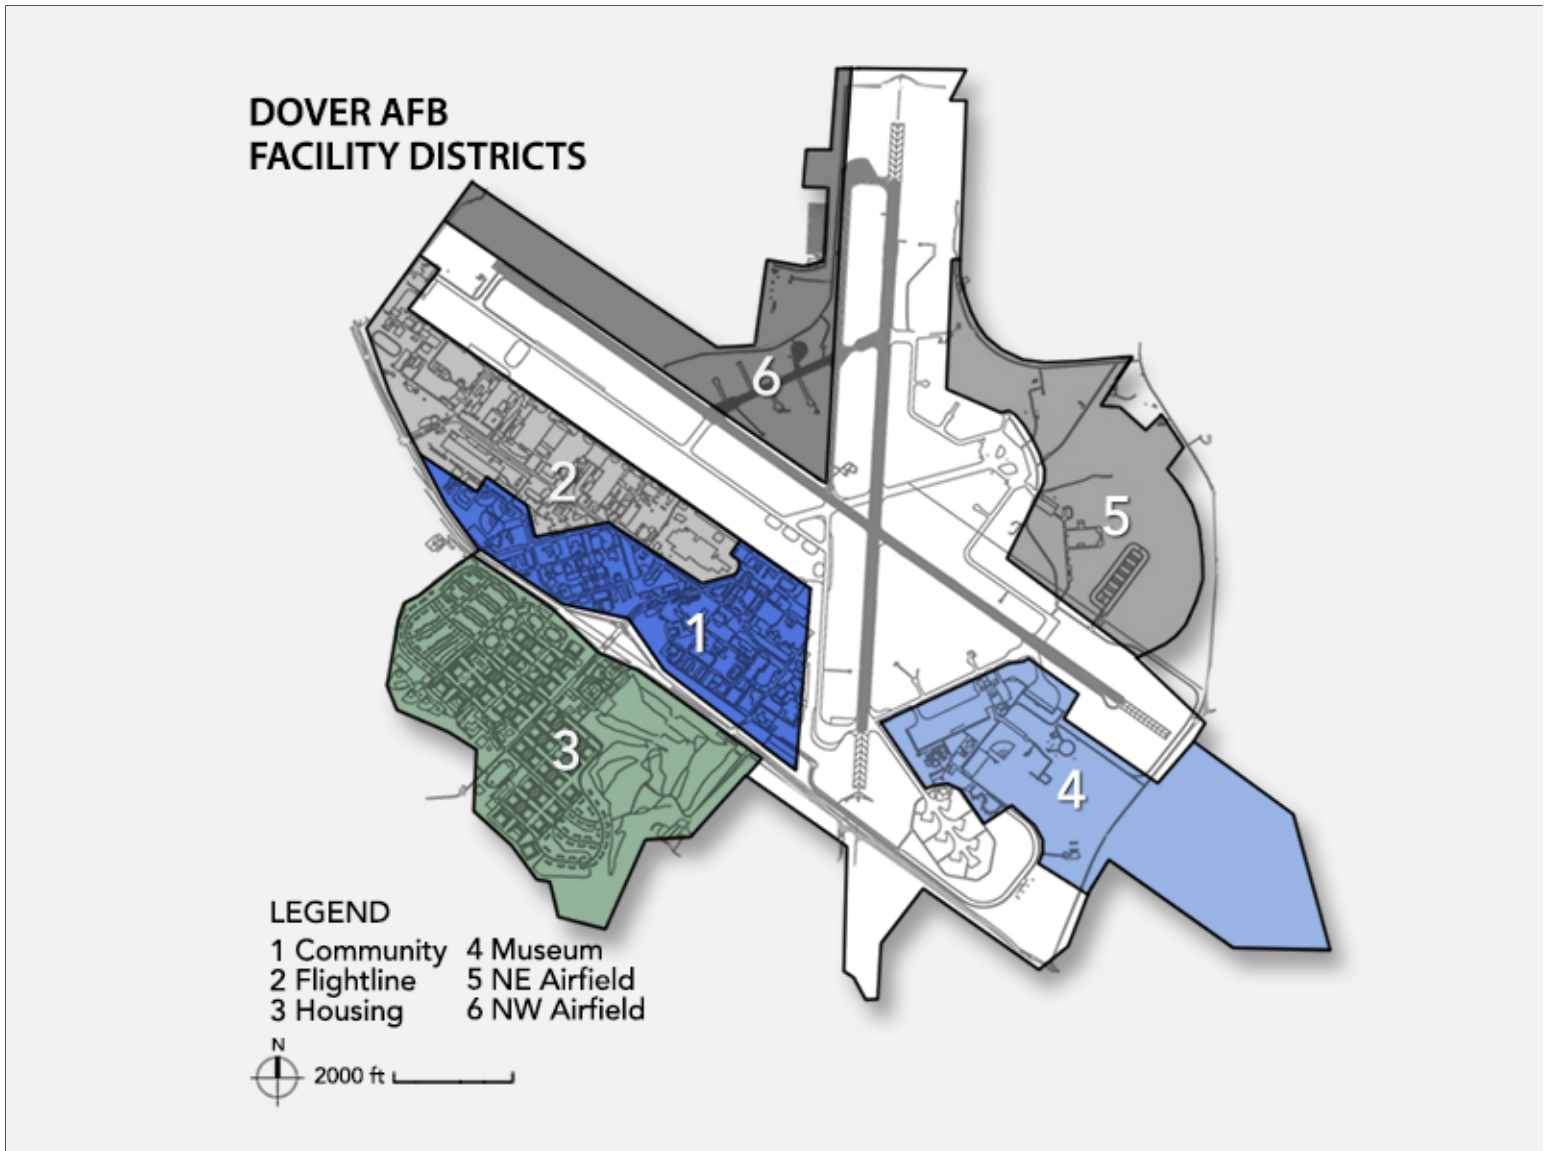 DOVER AFB
FACILITY DISTRICTS
6
2
5
1
3
4
LEGEND
1 Community
2 Flightline
3 Housing
4 Museum
5 NE Airfield
6 NW Airfield
N
2000 ft